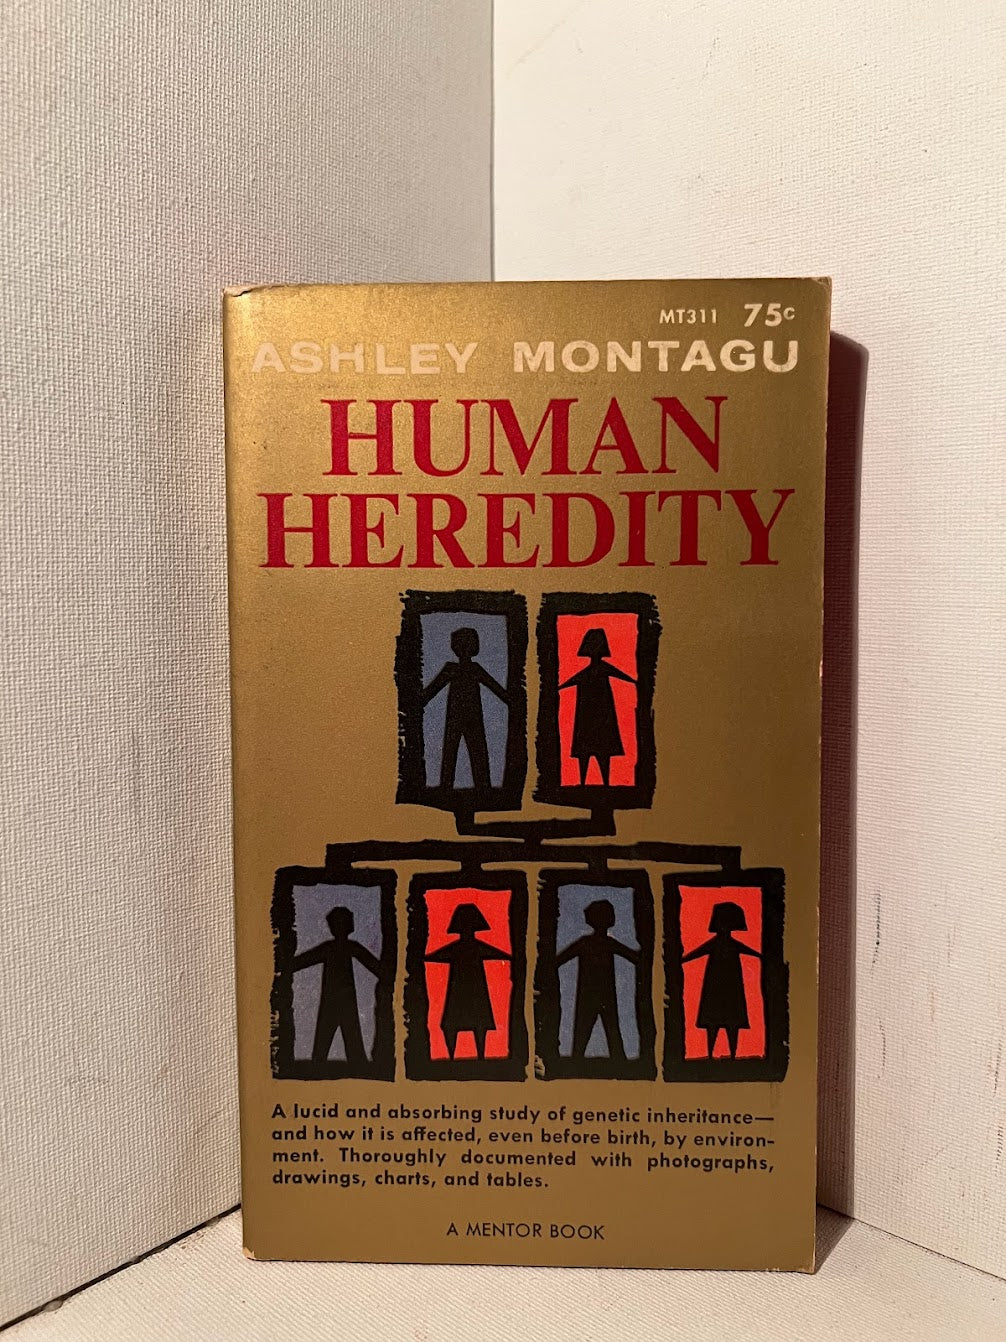 MT311 75c
ASHLEY MONTAGU
HUMAN
HEREDITY
A lucid and absorbing study of genetic inheritance—
and how it is affected, even before birth, by environ-
ment. Thoroughly documented with photographs,
drawings, charts, and tables.
A MENTOR BOOK